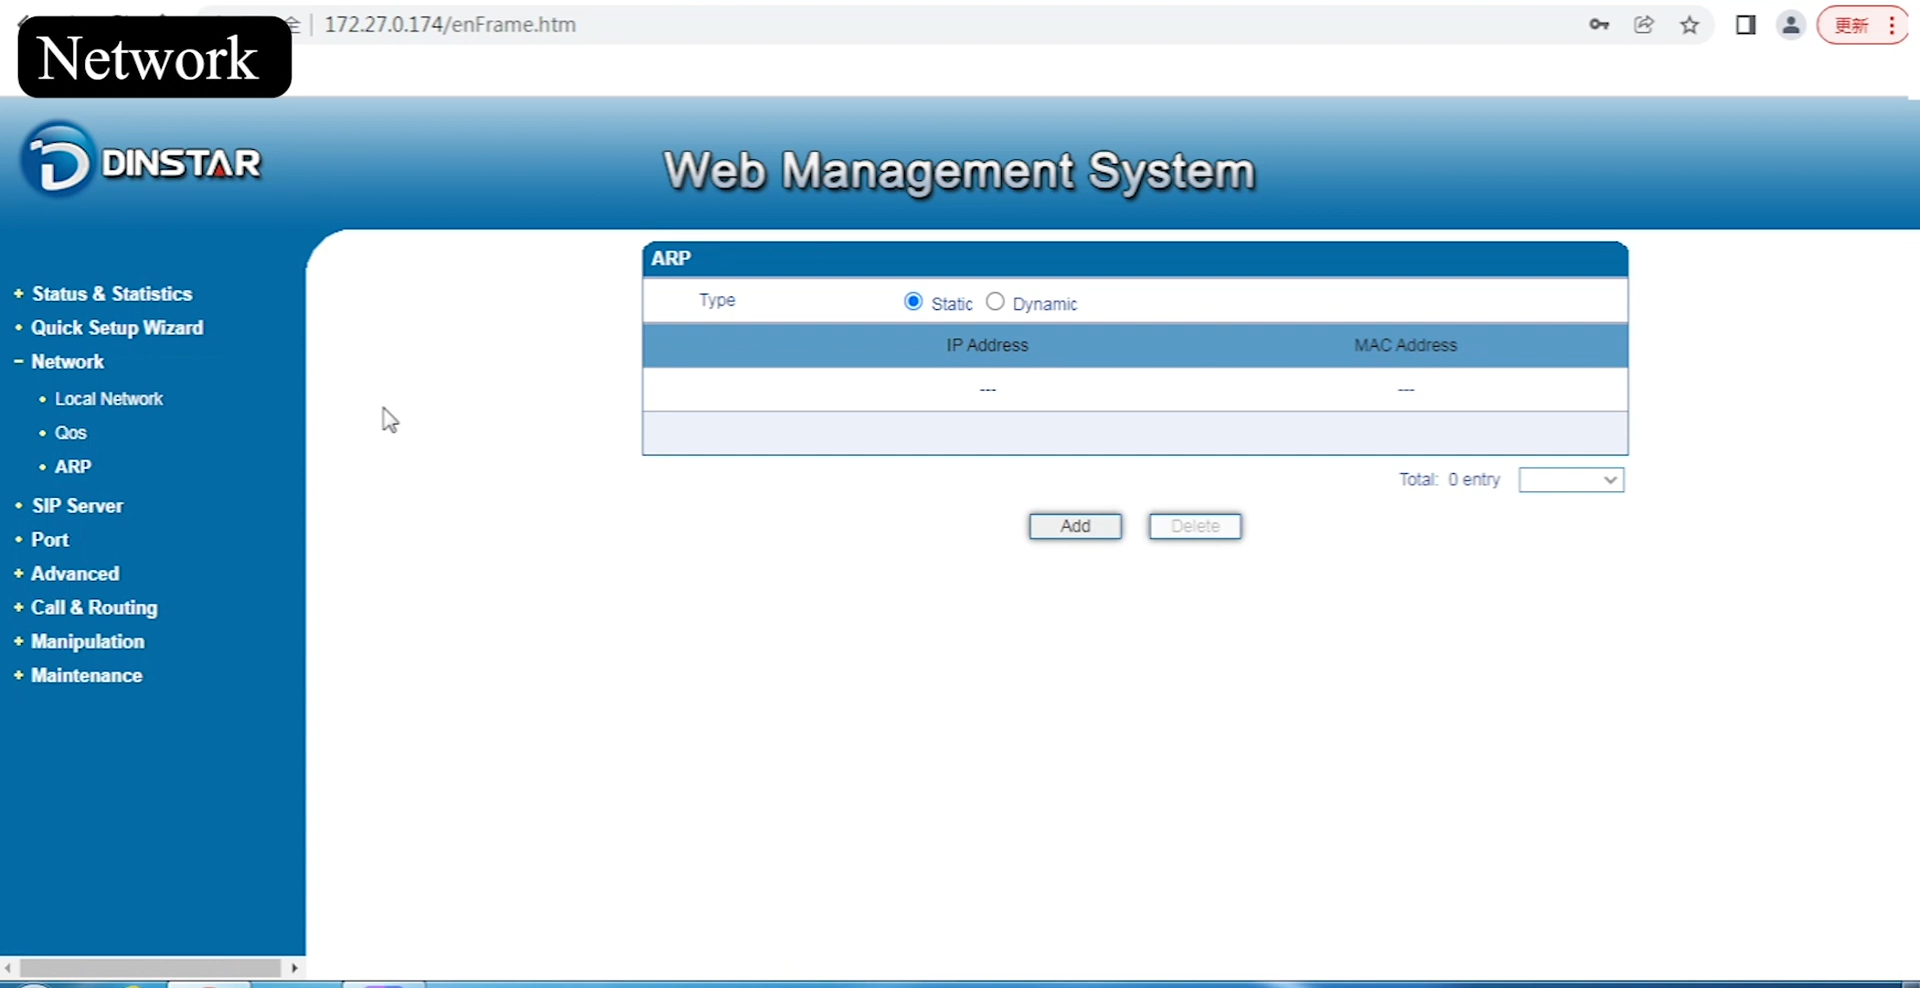 172.27.0.174/enFrame.htm
更新
Network
DINSTAR
Web Management System
+ Status & Statistics
• Quick Setup Wizard
− Network
• Local Network
• Qos
• ARP
• SIP Server
• Port
+ Advanced
+ Call & Routing
+ Manipulation
+ Maintenance
ARP
Type Static Dynamic
IP Address MAC Address
--- ---
Total: 0 entry
Add Delete